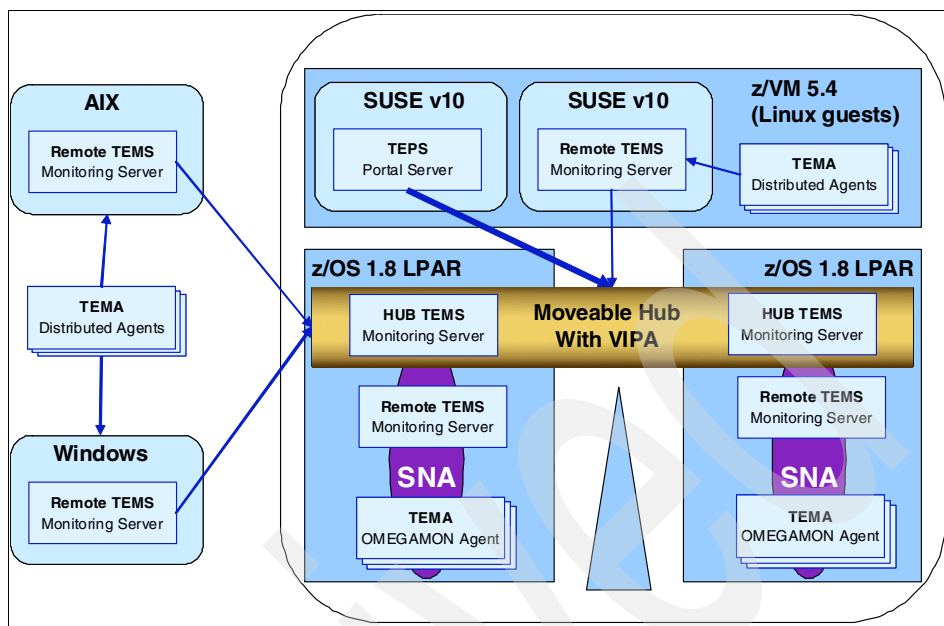 AIX
Remote TEMS
Monitoring Server
TEMA
Distributed Agents
Windows
Remote TEMS
Monitoring Server
SUSE v10
TEPS
Portal Server
SUSE v10
Remote TEMS
Monitoring Server
z/VM 5.4
(Linux guests)
TEMA
Distributed Agents
z/OS 1.8 LPAR
z/OS 1.8 LPAR
HUB TEMS
Monitoring Server
Moveable Hub
With VIPA
HUB TEMS
Monitoring Server
Remote TEMS
Monitoring Server
SNA
TEMA
OMEGAMON Agent
Remote TEMS
Monitoring Server
SNA
TEMA
OMEGAMON Agent